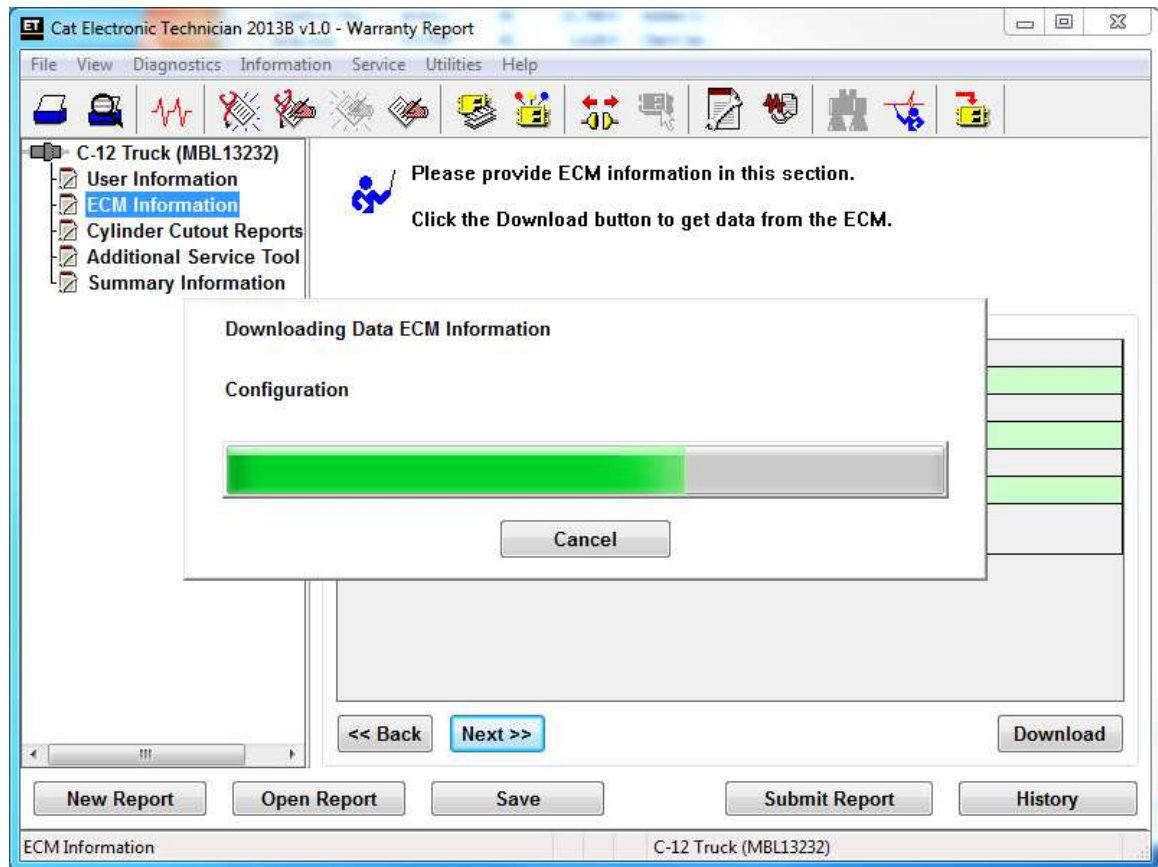 ET Cat Electronic Technician 2013B v1.0 - Warranty Report
File View Diagnostics Information Service Utilities Help
C-12 Truck (MBL13232)
User Information
ECM Information
Cylinder Cutout Reports
Additional Service Tool
Summary Information
Please provide ECM information in this section.
Click the Download button to get data from the ECM.
Downloading Data ECM Information
Configuration
Cancel
<< Back Next >> Download
New Report Open Report Save Submit Report History
ECM Information C-12 Truck (MBL13232)